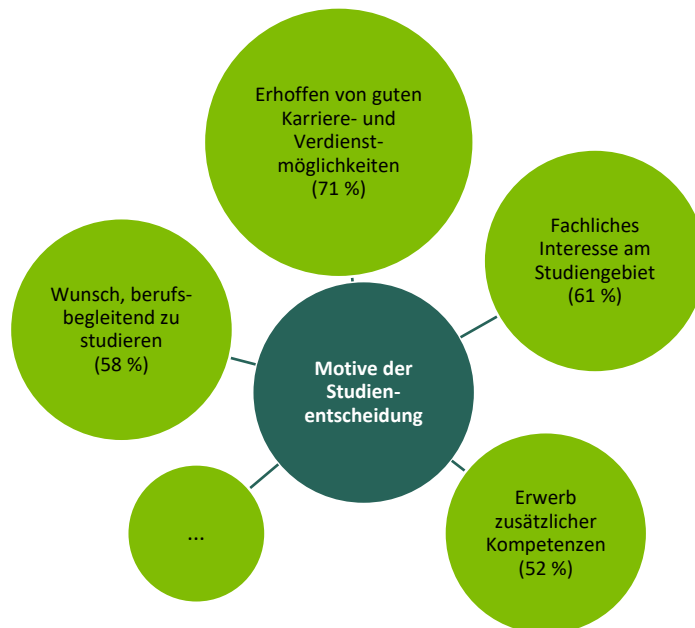 Erhoffen von guten
Karriere- und
Verdienst-
möglichkeiten
(71 %)
Fachliches
Interesse am
Studiengebiet
(61 %)
Wunsch, berufs-
begleitend zu
studieren
(58 %)
Motive der
Studien-
entscheidung
Erwerb
zusätzlicher
Kompetenzen
(52 %)
...